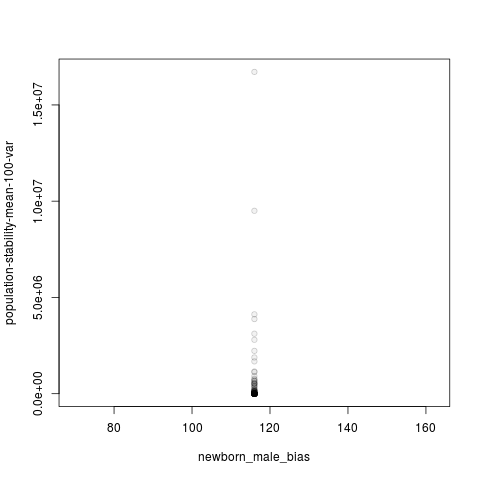 population-stability-mean-100-var
1.5e+07
1.0e+07
5.0e+06
0.0e+00
80 100 120 140 160
newborn_male_bias